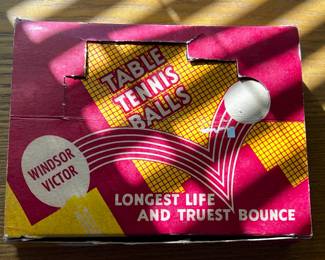 TABLE
TENNIS
BALLS
WINDSOR
VICTOR
LONGEST LIFE
AND TRUEST BOUNCE